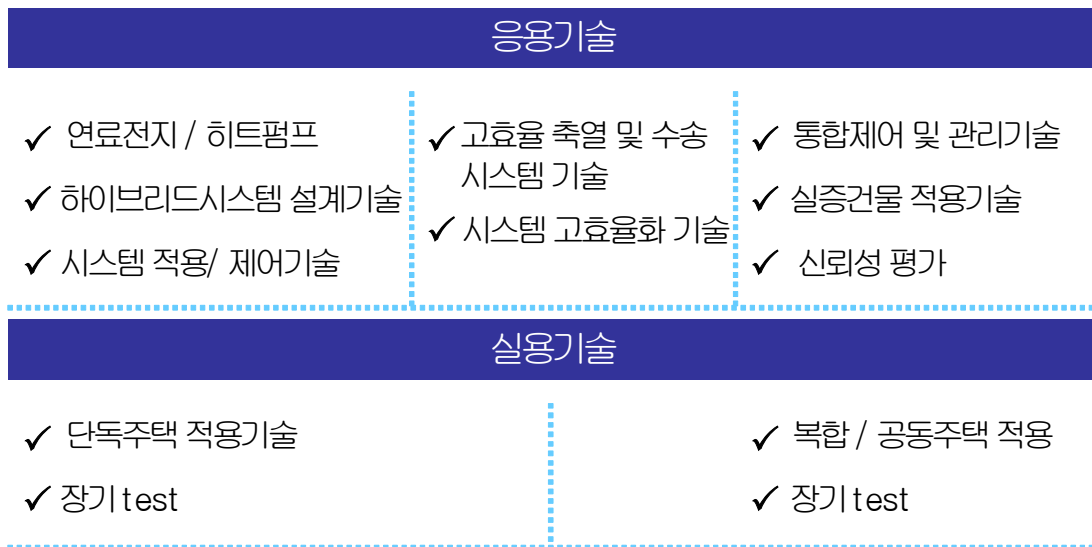 응용기술
✓ 연료전지 / 히트펌프
✓ 하이브리드시스템 설계기술
✓ 시스템 적용/ 제어기술
✓ 고효율 축열 및 수송
시스템 기술
✓ 시스템 고효율화 기술
✓ 통합제어 및 관리기술
✓ 실증건물 적용기술
✓ 신뢰성 평가
실용기술
✓ 단독주택 적용기술
✓ 장기 test
✓ 복합 / 공동주택 적용
✓ 장기 test